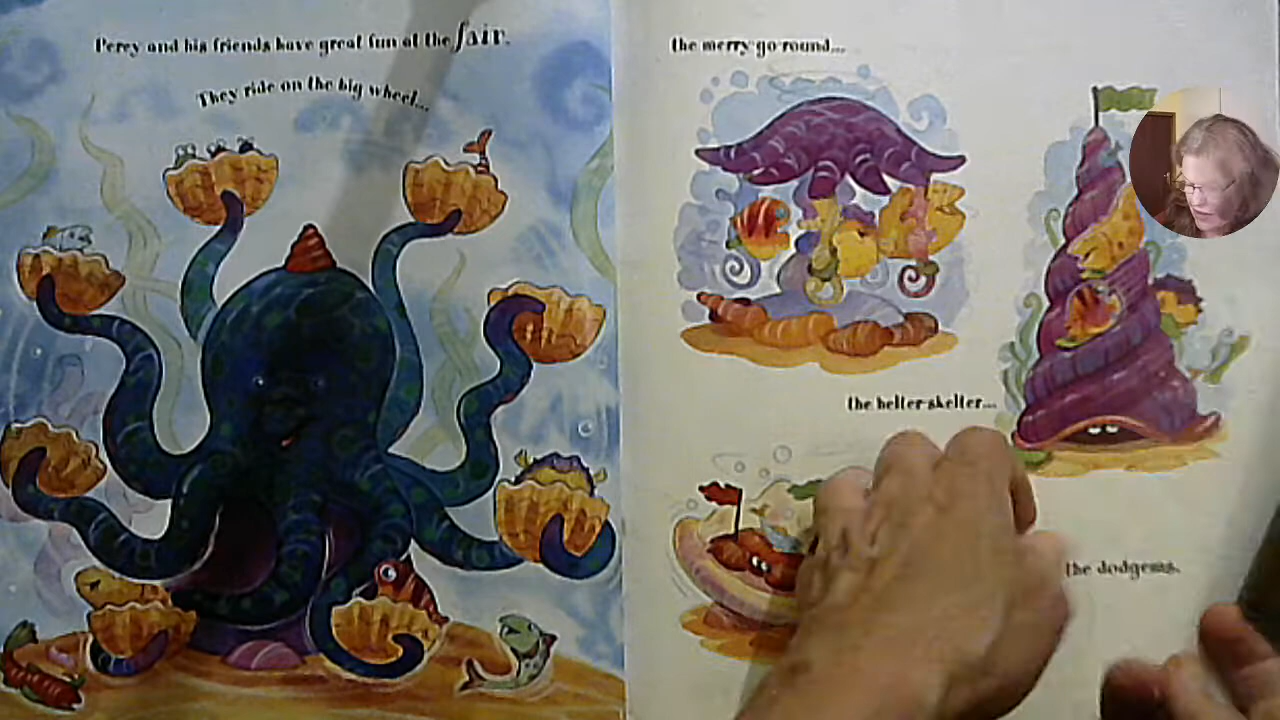 Percy and his friends have great fun at the fair.
They ride on the big wheel...
the merry-go-round...
the helter-skelter...
the dodgems.